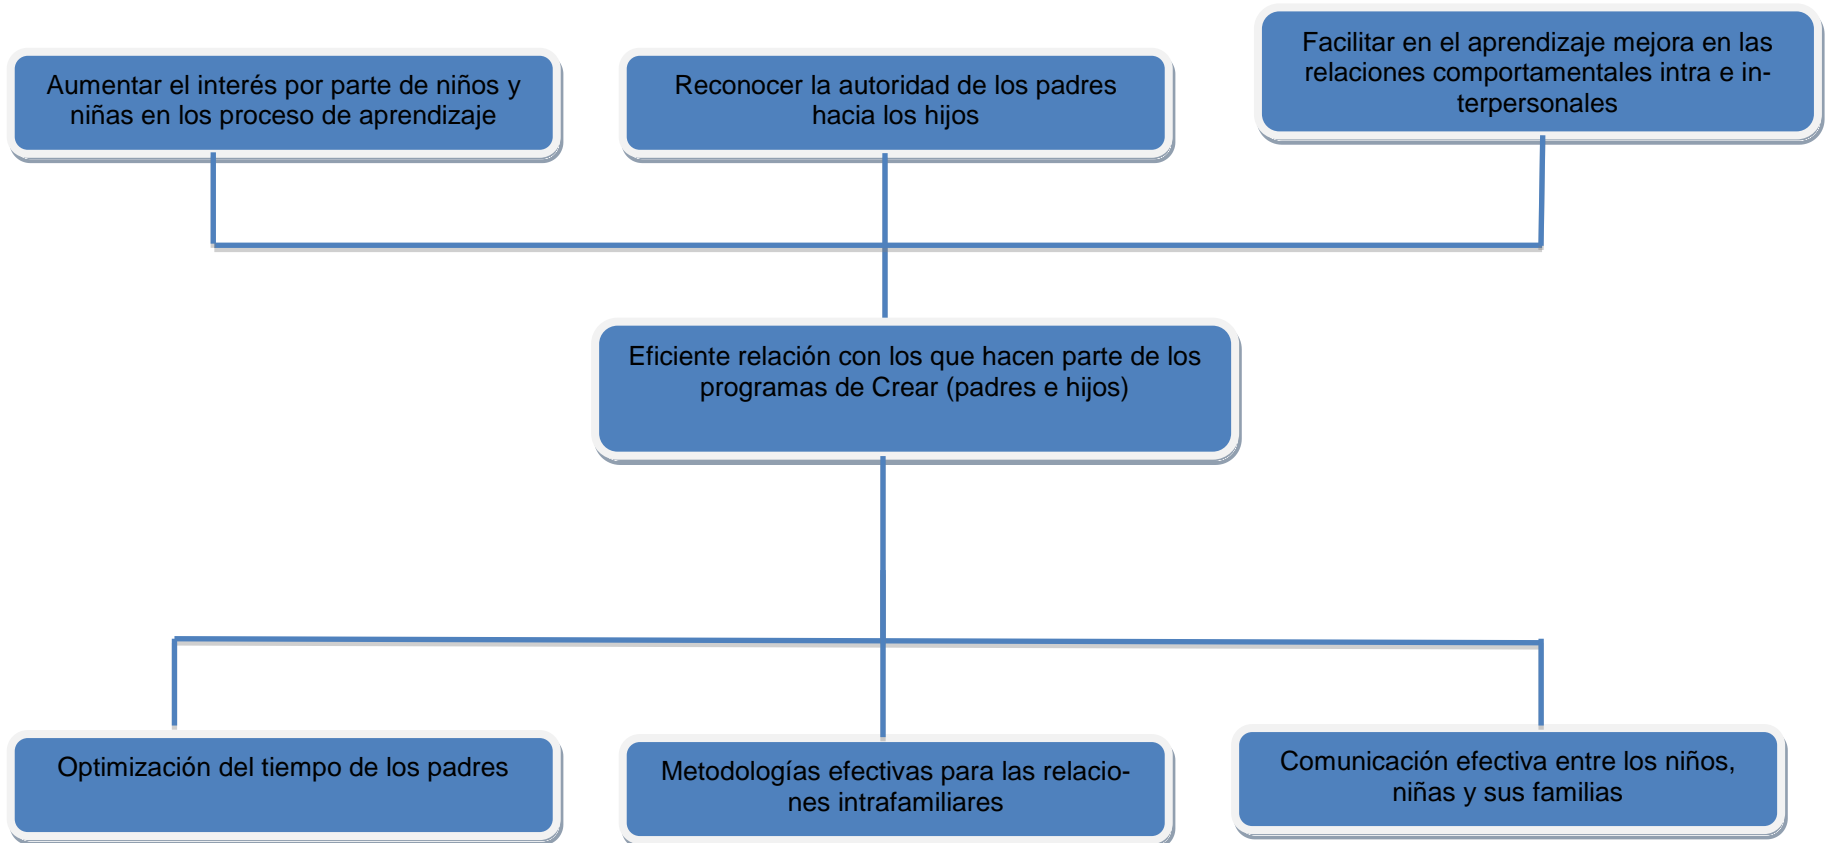 Aumentar el interés por parte de niños y
niñas en los proceso de aprendizaje
Reconocer la autoridad de los padres
hacia los hijos
Facilitar en el aprendizaje mejora en las
relaciones comportamentales intra e in-
terpersonales
Eficiente relación con los que hacen parte de los
programas de Crear (padres e hijos)
Optimización del tiempo de los padres
Metodologías efectivas para las relacio-
nes intrafamiliares
Comunicación efectiva entre los niños,
niñas y sus familias